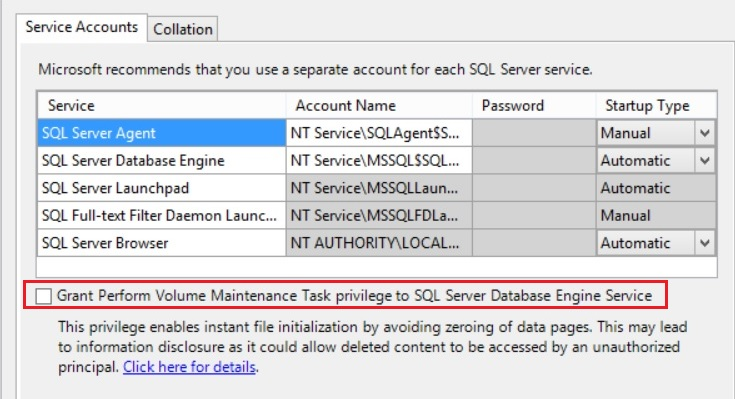 Service Accounts Collation
Microsoft recommends that you use a separate account for each SQL Server service.
Service Account Name Password Startup Type
SQL Server Agent NT Service\SQLAgent$S... Manual
SQL Server Database Engine NT Service\MSSQL$SQL... Automatic
SQL Server Launchpad NT Service\MSSQLLaun... Automatic
SQL Full-text Filter Daemon Launc... NT Service\MSSQLFDLa... Manual
SQL Server Browser NT AUTHORITY\LOCAL... Automatic
Grant Perform Volume Maintenance Task privilege to SQL Server Database Engine Service
This privilege enables instant file initialization by avoiding zeroing of data pages. This may lead
to information disclosure as it could allow deleted content to be accessed by an unauthorized
principal. Click here for details.